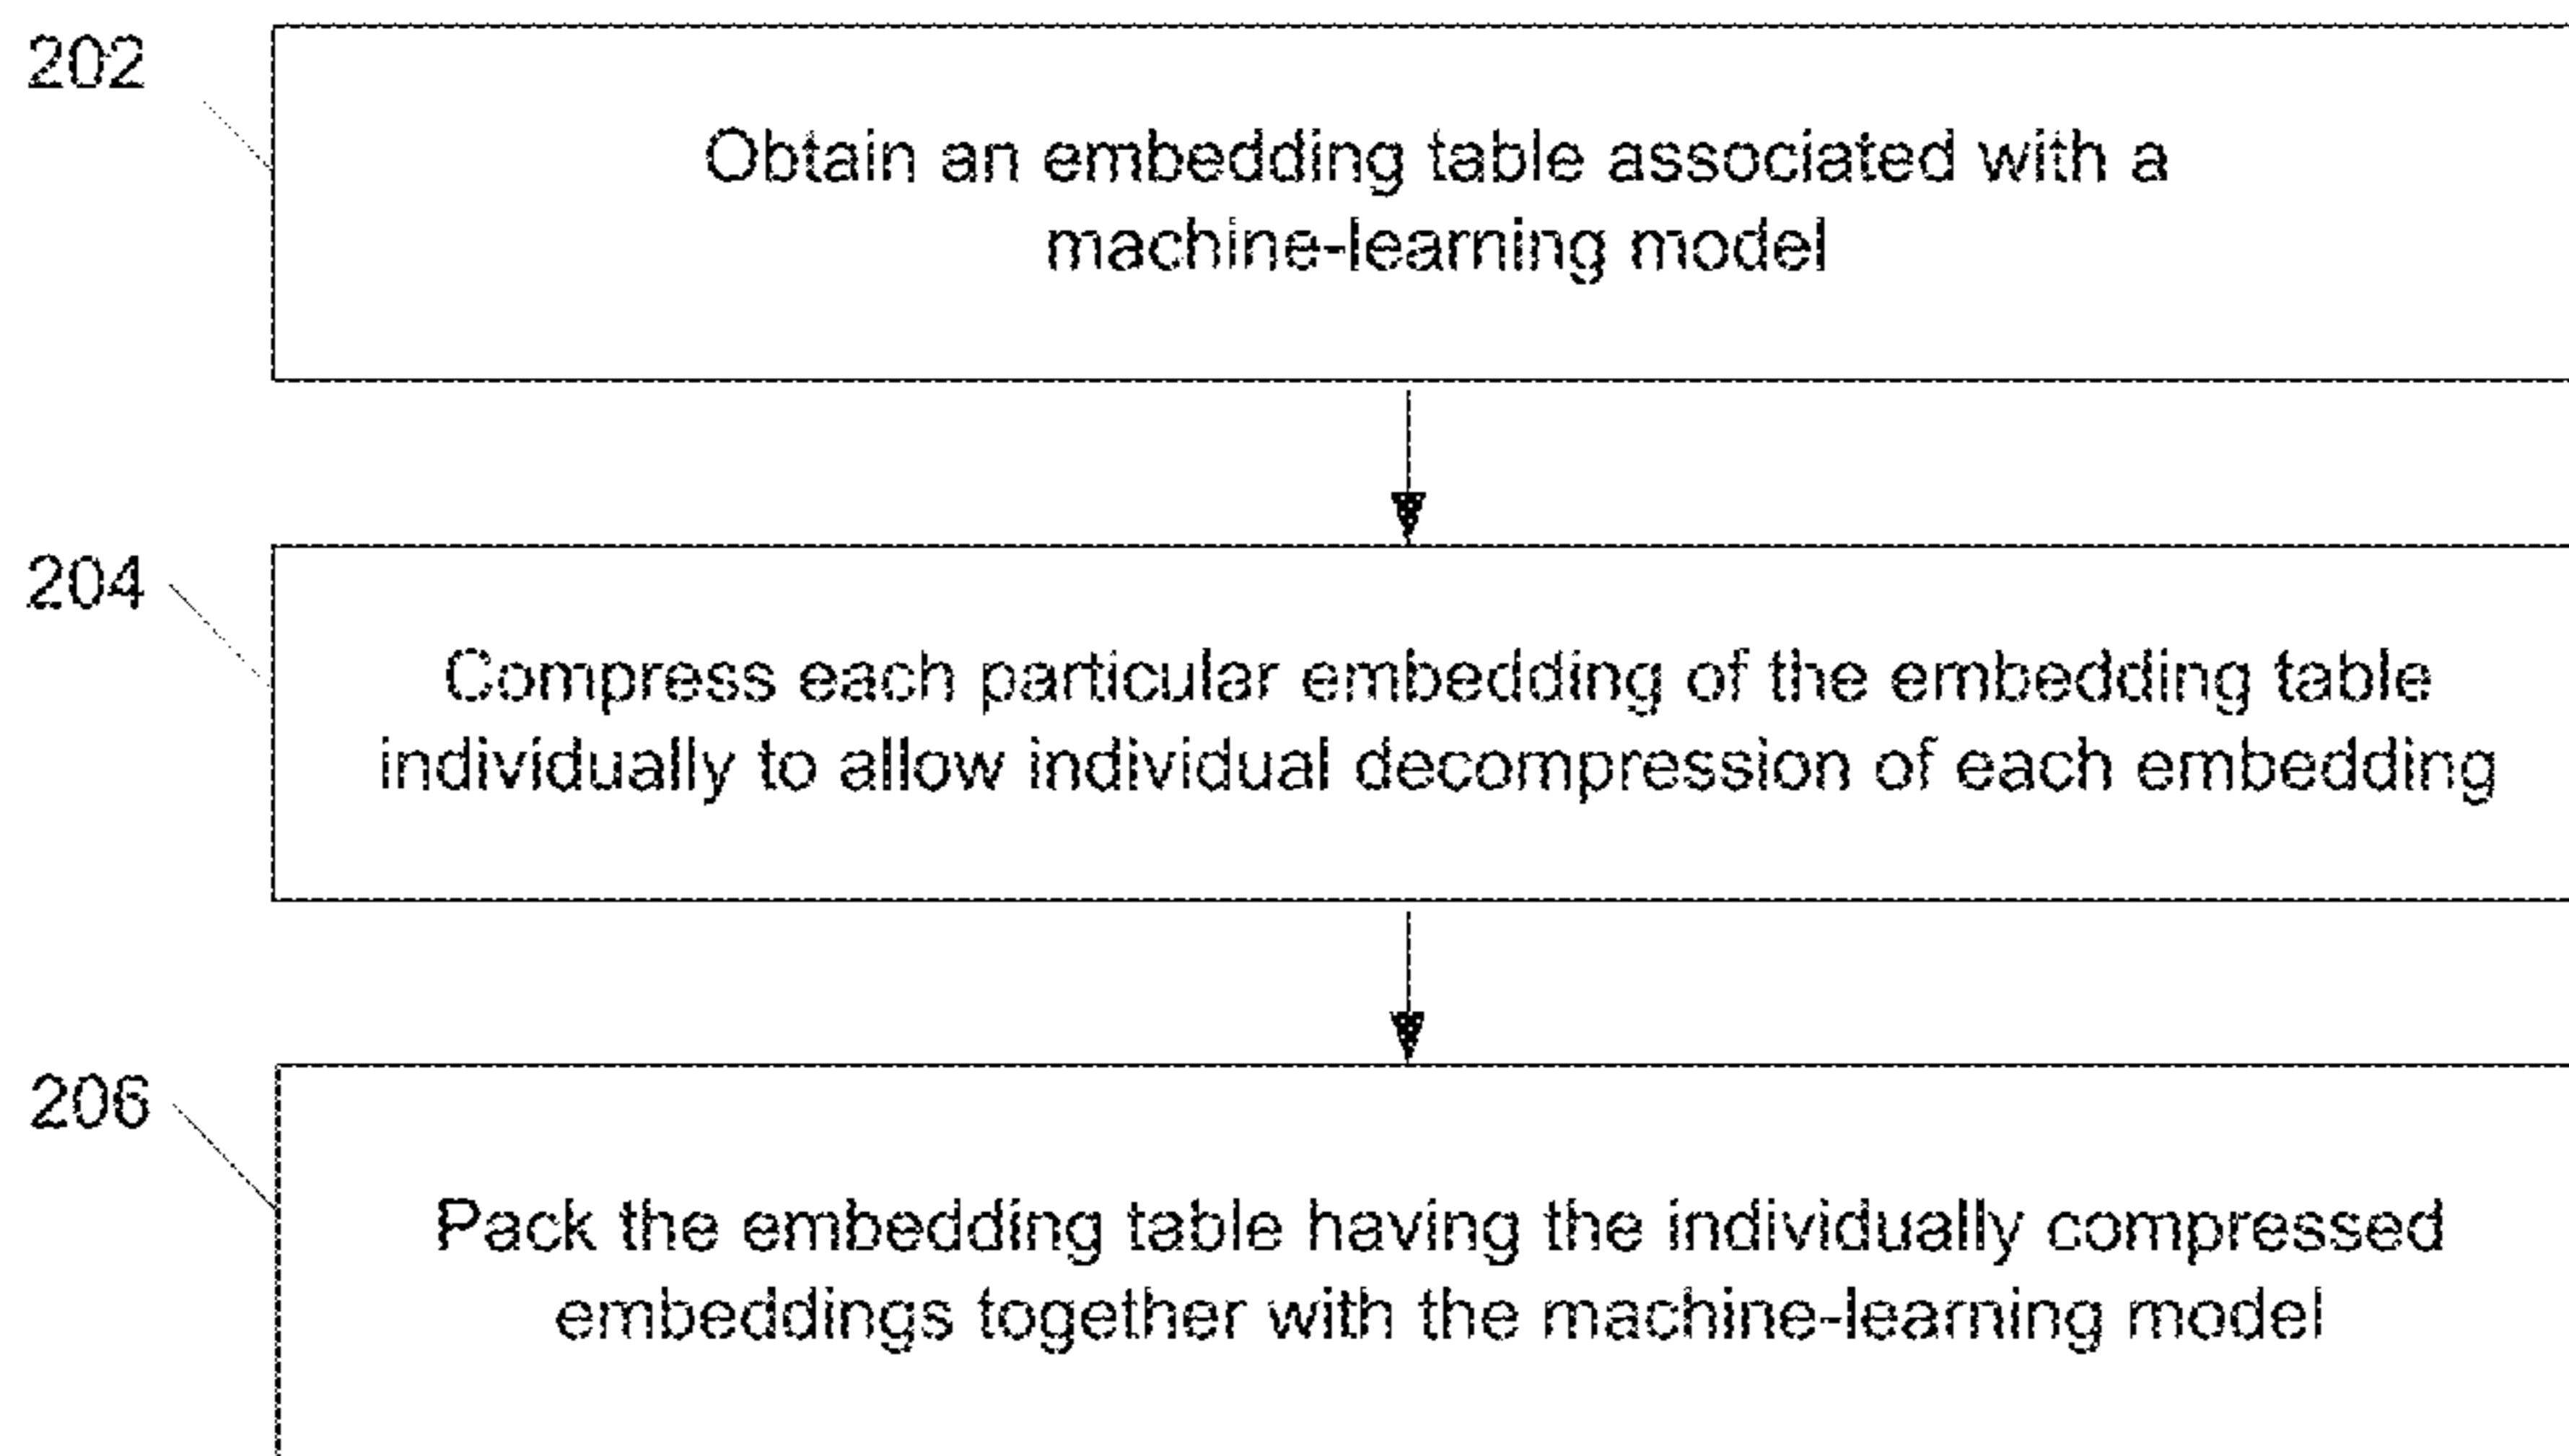 202
Obtain an embedding table associated with a
machine-learning model
204
Compress each particular embedding of the embedding table
individually to allow individual decompression of each embedding
206
Pack the embedding table having the individually compressed
embeddings together with the machine-learning model